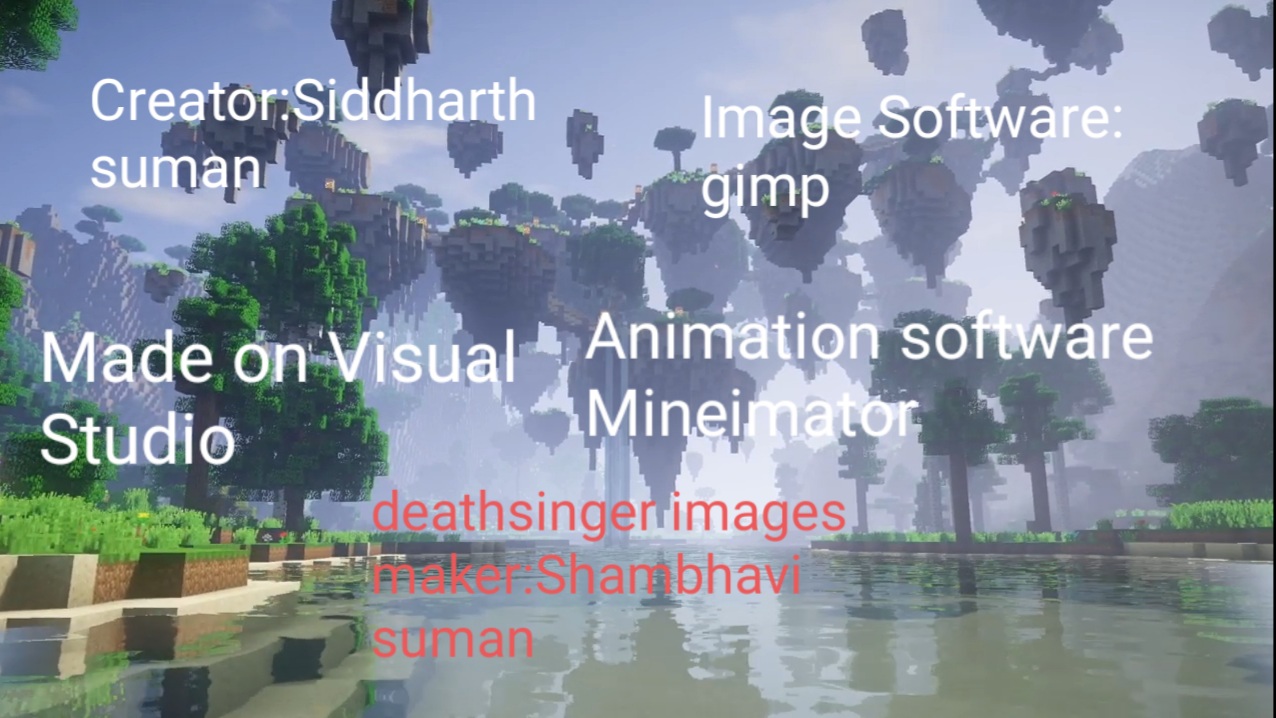 Creator:Siddharth
suman
Image Software:
gimp
Made on Visual
Studio
Animation software
Mineimator
deathsinger images
maker:Shambhavi
suman